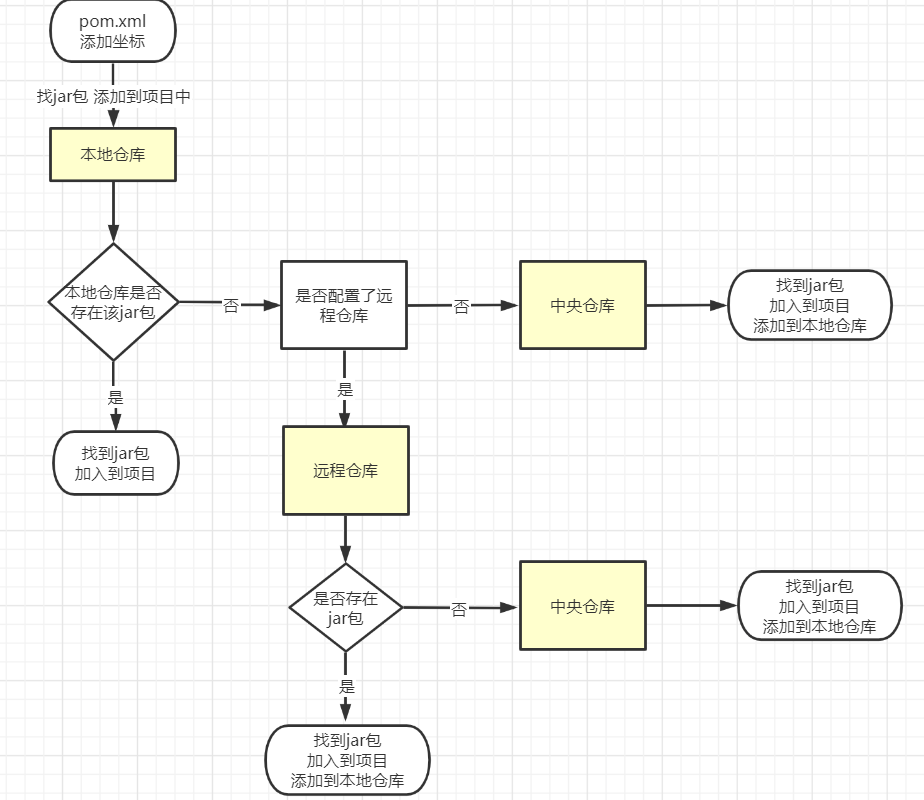 pom.xml
添加坐标
找jar包 添加到项目中
本地仓库
本地仓库是否
存在该jar包
否
是否配置了远
程仓库
否
中央仓库
找到jar包
加入到项目
添加到本地仓库
是
找到jar包
加入到项目
是
远程仓库
是否存在
jar包
否
中央仓库
找到jar包
加入到项目
添加到本地仓库
是
找到jar包
加入到项目
添加到本地仓库